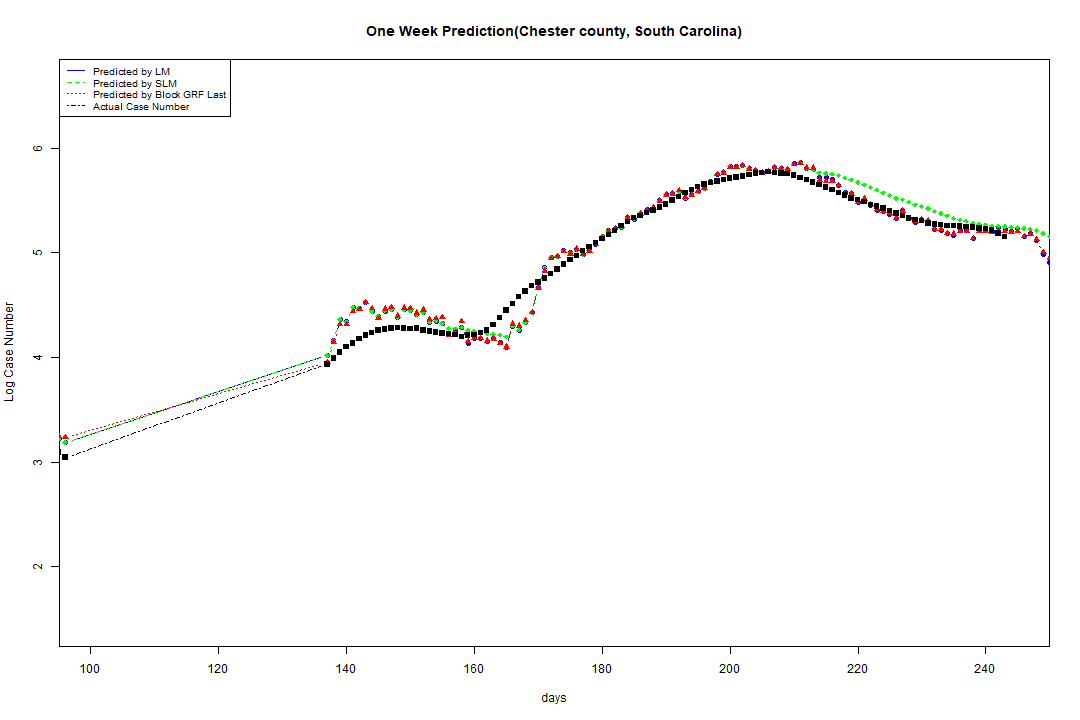 One Week Prediction(Chester county, South Carolina)
Predicted by LM
Predicted by SLM
Predicted by Block GRF Last
Actual Case Number
6
5
4
3
2
Log Case Number
100 120 140 160 180 200 220 240
days